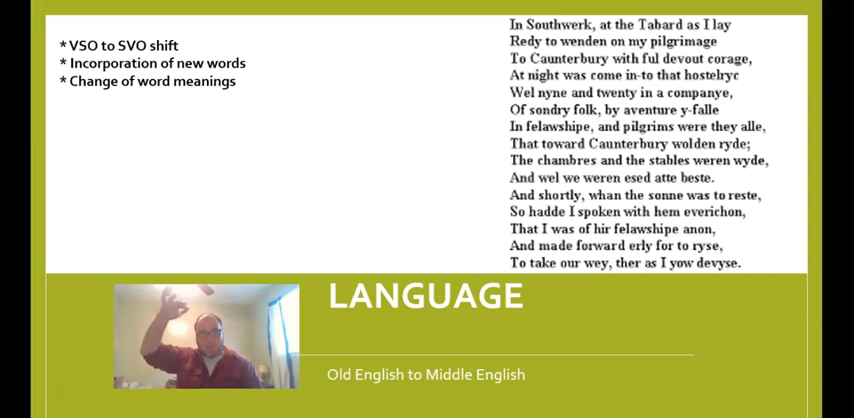 * VSO to SVO shift
* Incorporation of new words
* Change of word meanings
In Southwerk, at the Tabard as I lay
Redy to wenden on my pilgrimage
To Caunterbury with ful devout corage,
At night was come in-to that hostelryc
Wel nyne and twenty in a companye,
Of sondry folk, by aventure y-falle
In felawshipe, and pilgrims were they alle,
That toward Caunterbury wolden ryde;
The chambres and the stables weren wyde,
And wel we weren esed atte beste.
And shortly, whan the sonne was to reste,
So hadde I spoken with hem everichon,
That I was of hir felawshipe anon,
And made forward erly for to ryse,
To take our wey, ther as I yow devyse.
LANGUAGE
Old English to Middle English